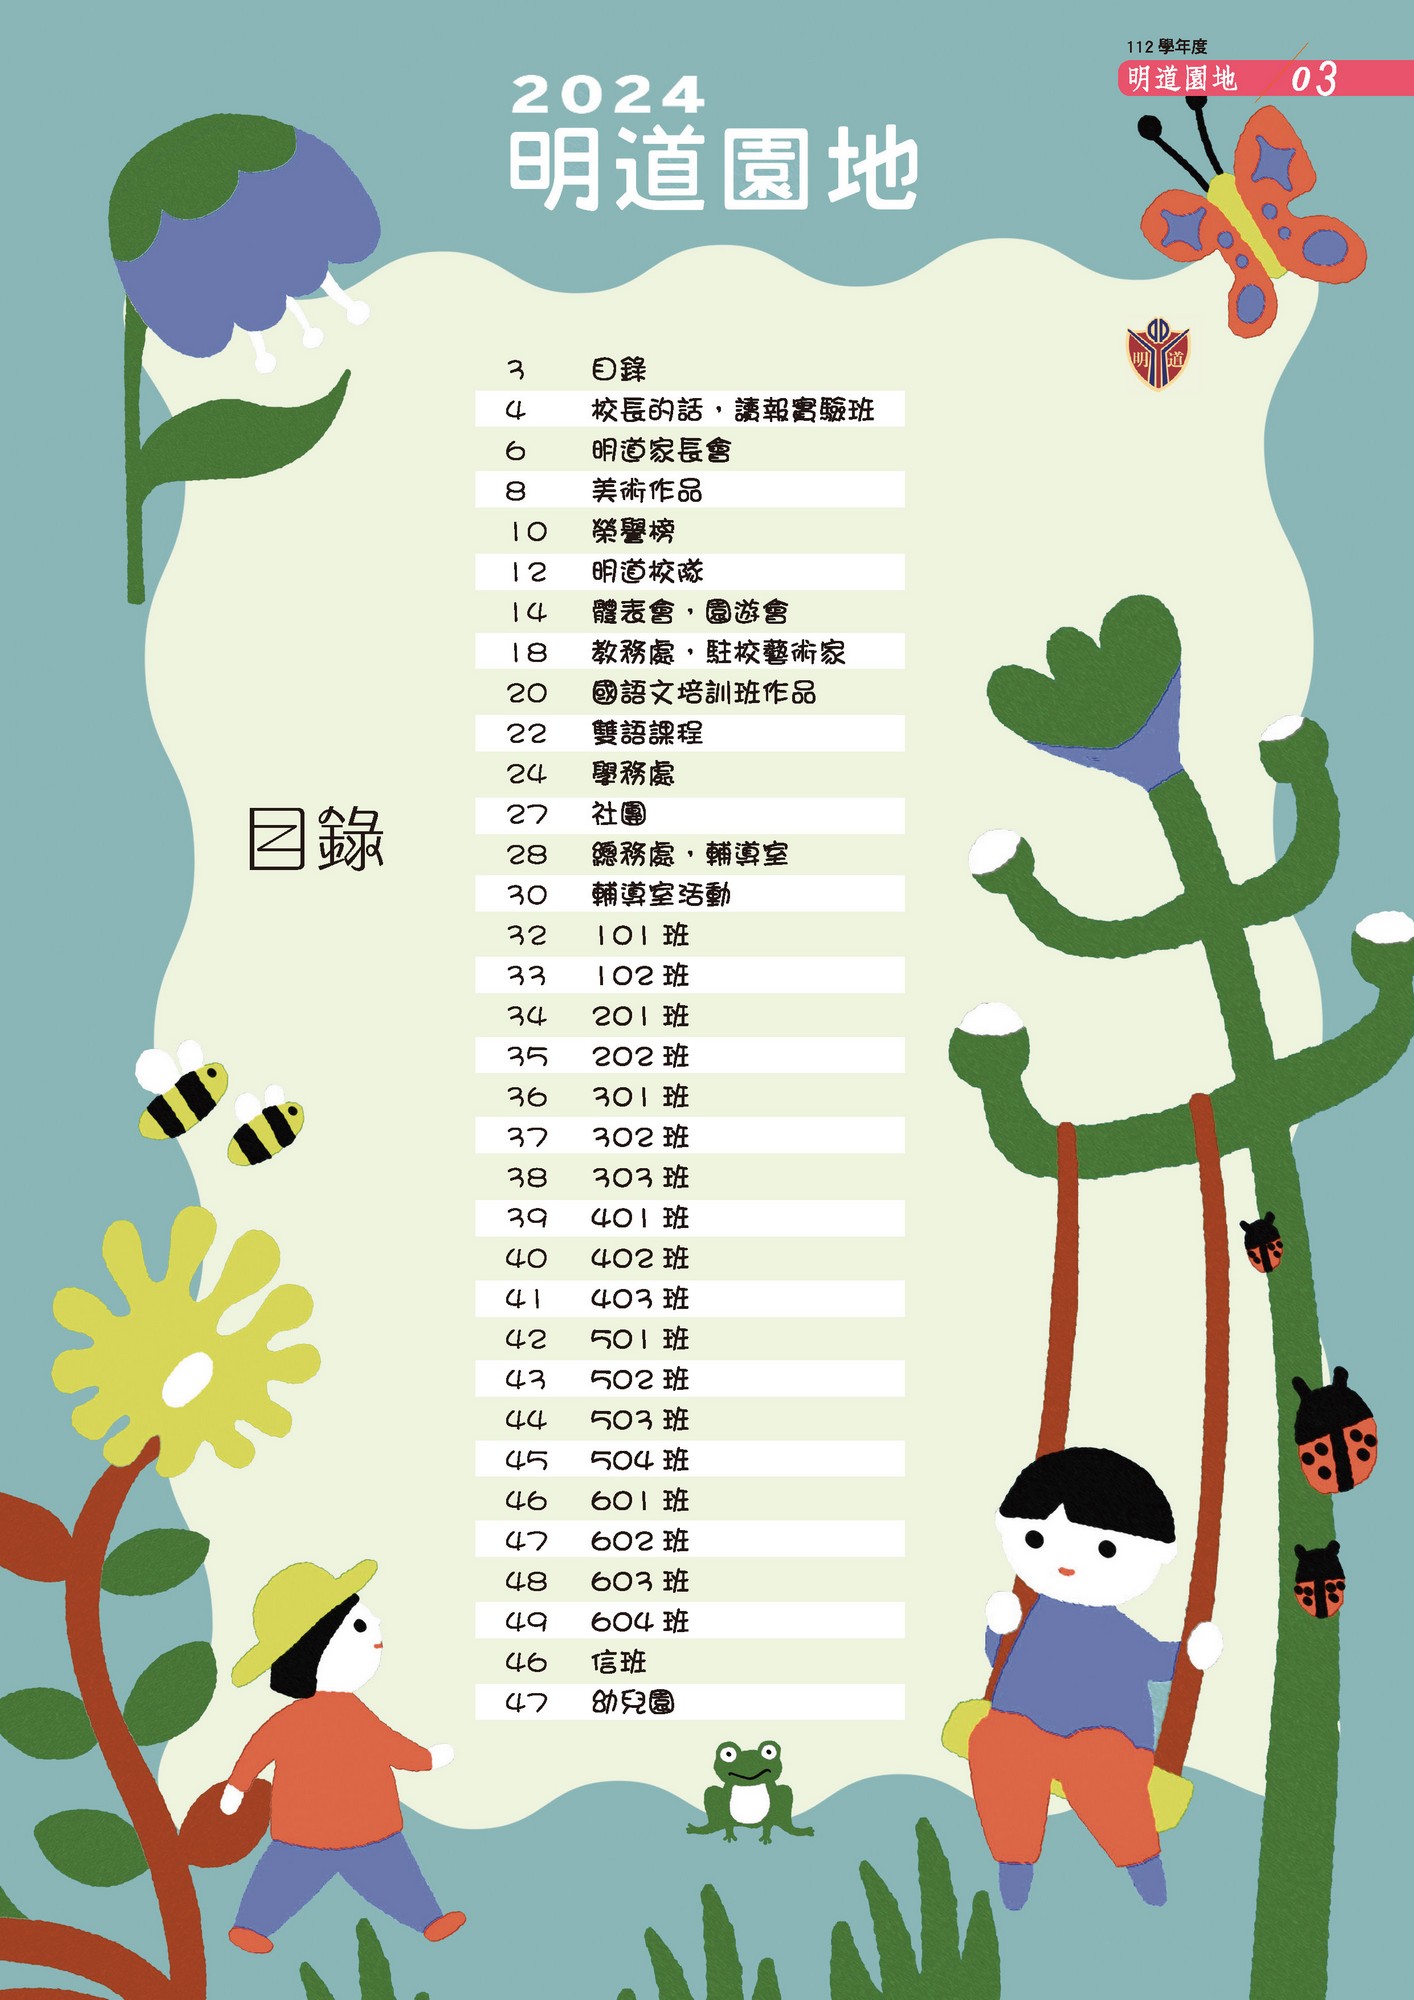 112 學年度
明道園地 03
2024
明道園地
明道
目錄
3 目錄
4 校長的話，讀報實驗班
6 明道家長會
8 美術作品
10 榮譽榜
12 明道校隊
14 體表會，園遊會
18 教務處，駐校藝術家
20 國語文培訓班作品
22 雙語課程
24 學務處
27 社團
28 總務處，輔導室
30 輔導室活動
32 101 班
33 102 班
34 201 班
35 202 班
36 301 班
37 302 班
38 303 班
39 401 班
40 402 班
41 403 班
42 501 班
43 502 班
44 503 班
45 504 班
46 601 班
47 602 班
48 603 班
49 604 班
46 信班
47 幼兒園